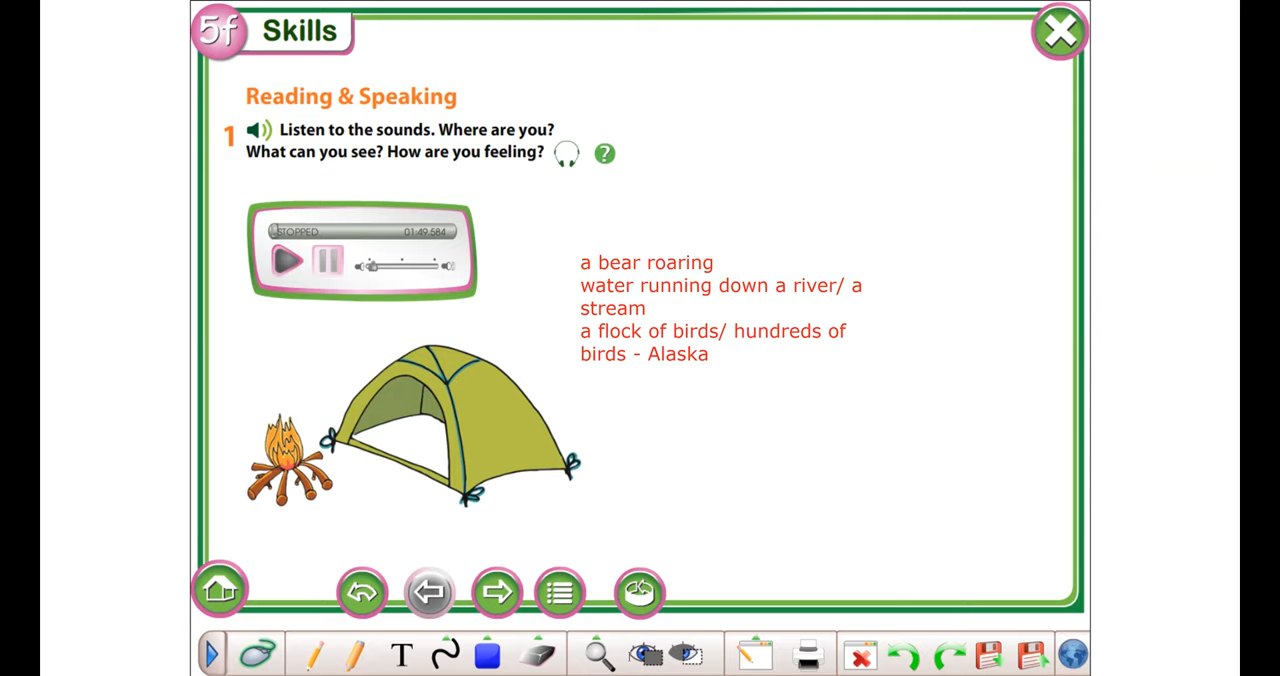 5f Skills
Reading & Speaking
1 Listen to the sounds. Where are you?
What can you see? How are you feeling?
?
STOPPED 01:49.584
a bear roaring
water running down a river/ a
stream
a flock of birds/ hundreds of
birds - Alaska
T